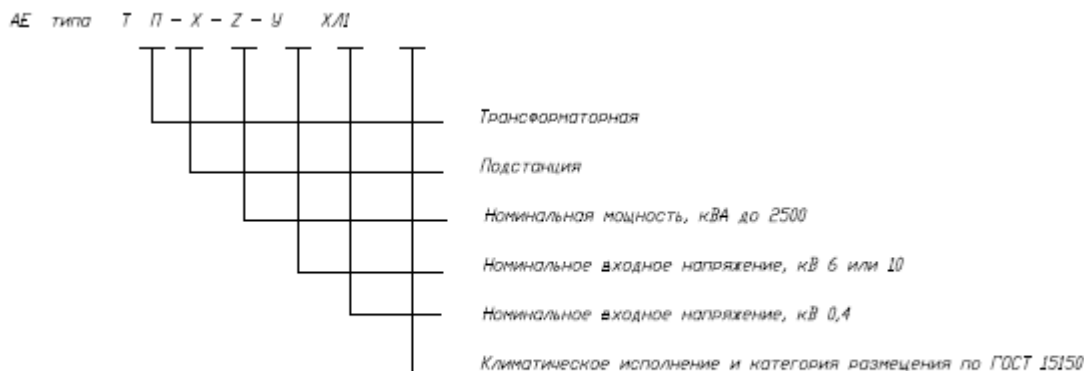 АЕ типа Т П - X - Z - У ХЛ1
Трансформаторная
Подстанция
Номинальная мощность, кВА до 2500
Номинальное входное напряжение, кВ 6 или 10
Номинальное входное напряжение, кВ 0,4
Климатическое исполнение и категория размещения по ГОСТ 15150